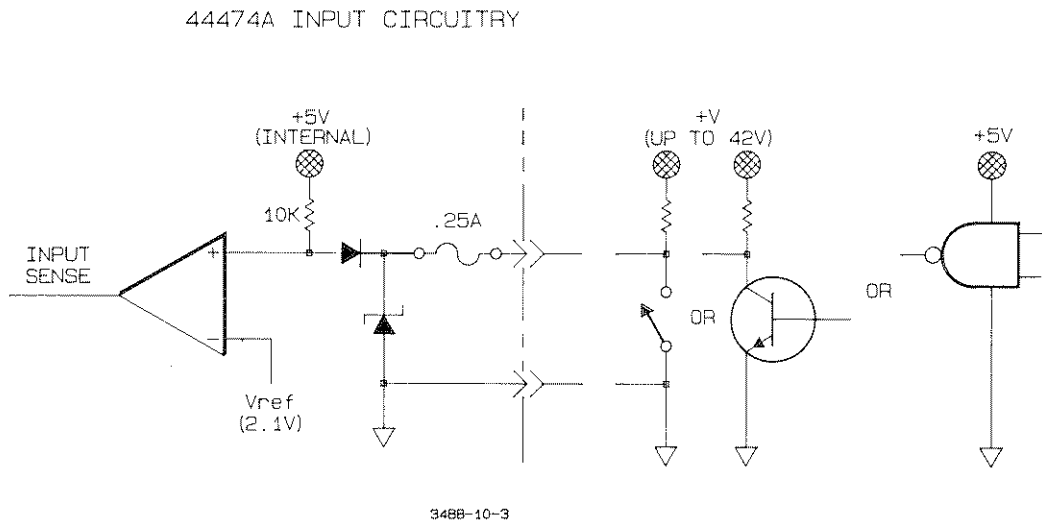 44474A INPUT CIRCUITRY
+5V
(INTERNAL)
+V
(UP TO 42V)
+5V
10K
.25A
+
INPUT
SENSE
OR
OR
-
Vref
(2.1V)
3488-10-3